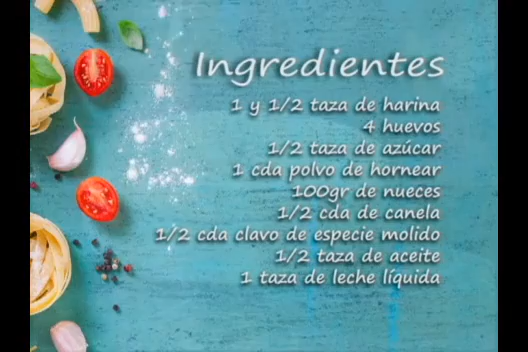 Ingredientes
1 y 1/2 taza de harina
4 huevos
1/2 taza de azúcar
1 cda polvo de hornear
100gr de nueces
1/2 cda de canela
1/2 cda clavo de especie molido
1/2 taza de aceite
1 taza de leche líquida